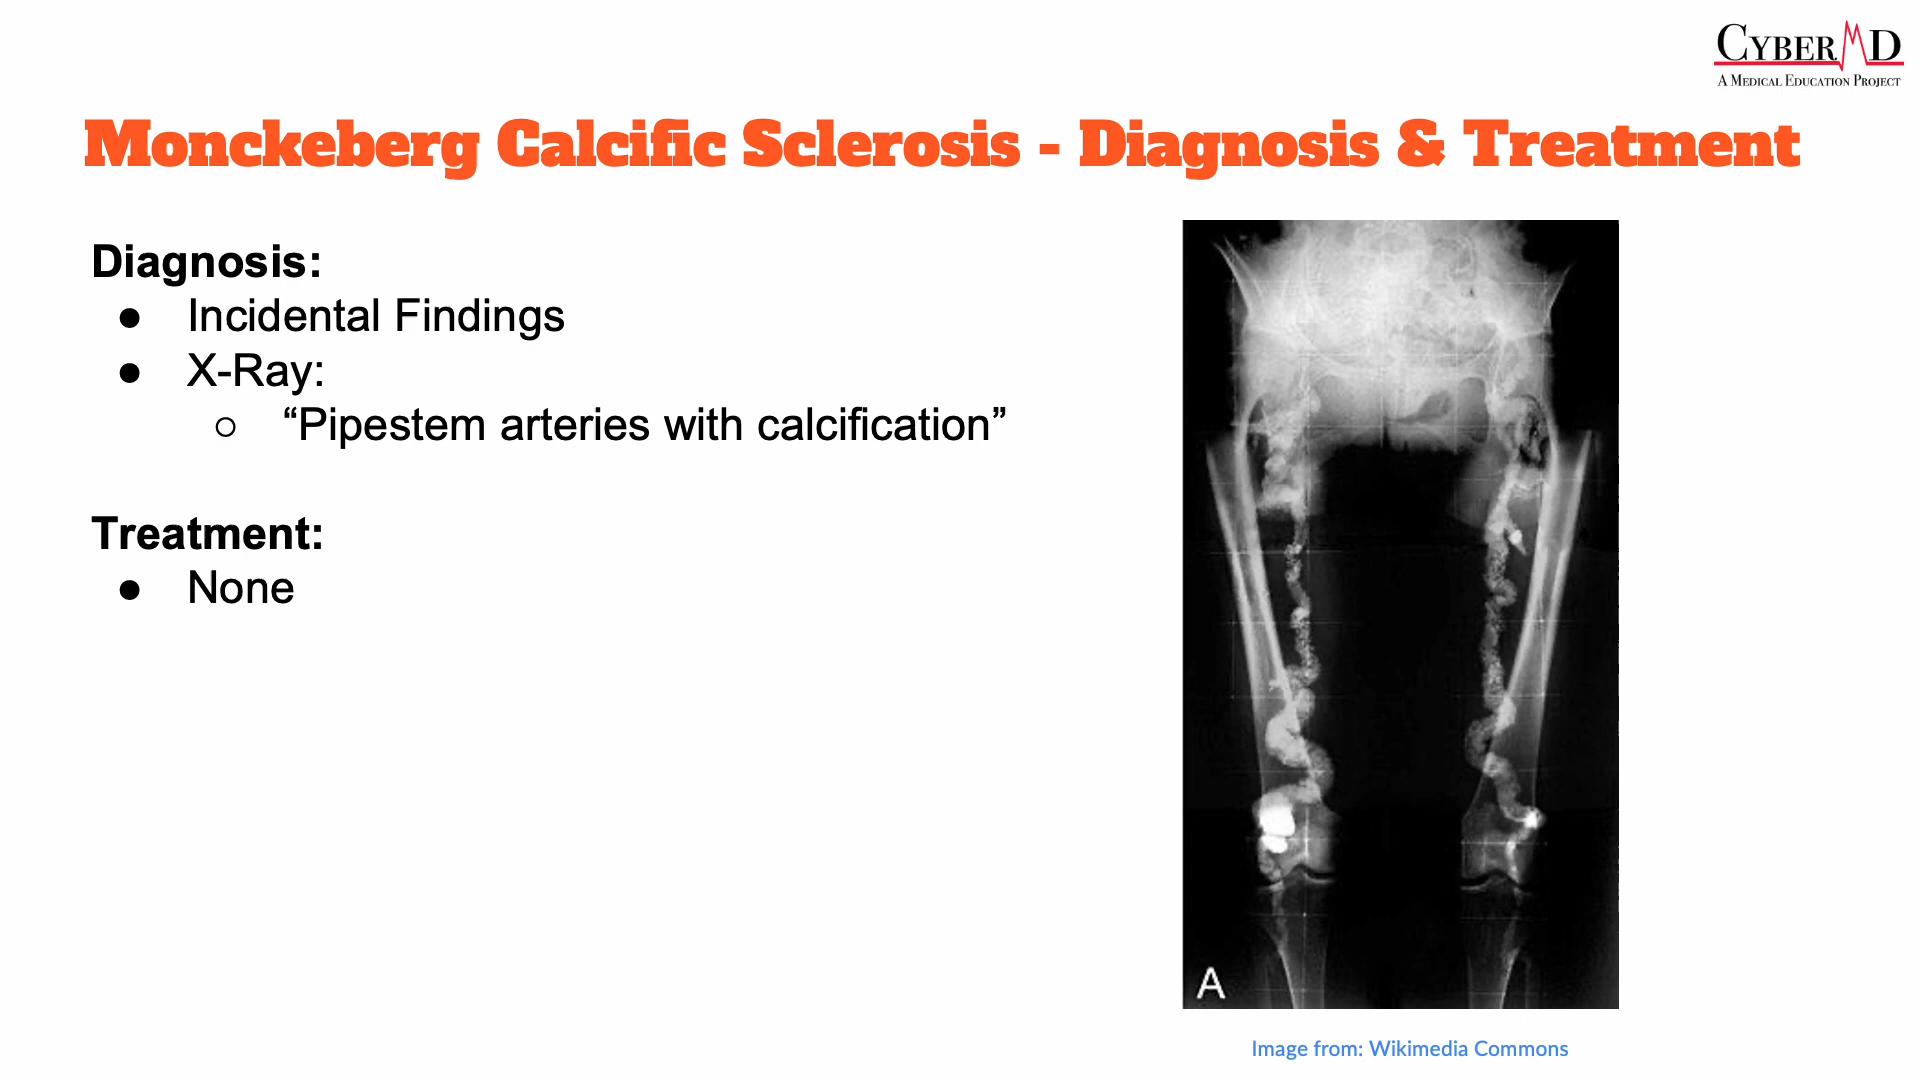 CYBERMD
A MEDICAL EDUCATION PROJECT
Monckeberg Calcific Sclerosis - Diagnosis & Treatment
Diagnosis:
● Incidental Findings
● X-Ray:
○ “Pipestem arteries with calcification”
Treatment:
● None
A
Image from: Wikimedia Commons